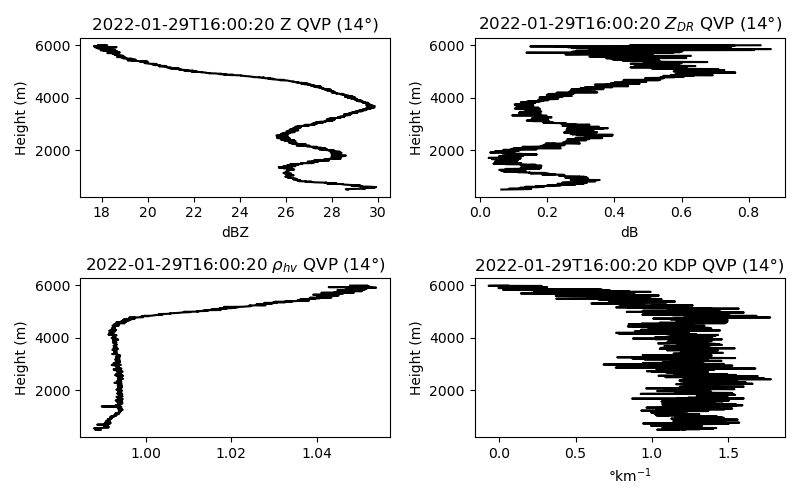 2022-01-29T16:00:20 Z QVP (14°)
6000
4000
2000
Height (m)
18 20 22 24 26 28 30
dBZ
2022-01-29T16:00:20 Z_DR QVP (14°)
6000
4000
2000
Height (m)
0.0 0.2 0.4 0.6 0.8
dB
2022-01-29T16:00:20 ρ_hv QVP (14°)
6000
4000
2000
Height (m)
1.00 1.02 1.04
2022-01-29T16:00:20 KDP QVP (14°)
6000
4000
2000
Height (m)
0.0 0.5 1.0 1.5
°km⁻¹